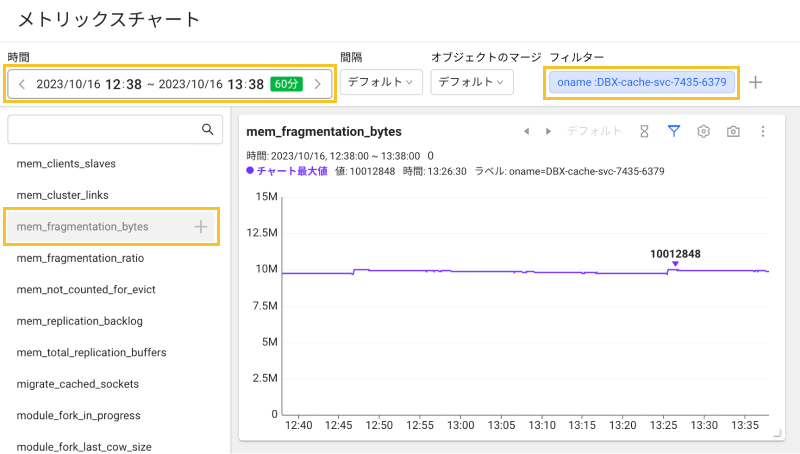 メトリックスチャート
時間
間隔
オブジェクトのマージ
フィルター
2023/10/16 12:38 ~ 2023/10/16 13:38 60分
デフォルト
デフォルト
oname :DBX-cache-svc-7435-6379
mem_clients_slaves
mem_cluster_links
mem_fragmentation_bytes
mem_fragmentation_ratio
mem_not_counted_for_evict
mem_replication_backlog
mem_total_replication_buffers
migrate_cached_sockets
module_fork_in_progress
module_fork_last_cow_size
mem_fragmentation_bytes
デフォルト
時間: 2023/10/16, 12:38:00 ~ 13:38:00 0
チャート最大値 値: 10012848 時間: 13:26:30 ラベル: oname=DBX-cache-svc-7435-6379
15M
12.5M
10M
7.5M
5M
2.5M
0
10012848
12:40 12:45 12:50 12:55 13:00 13:05 13:10 13:15 13:20 13:25 13:30 13:35